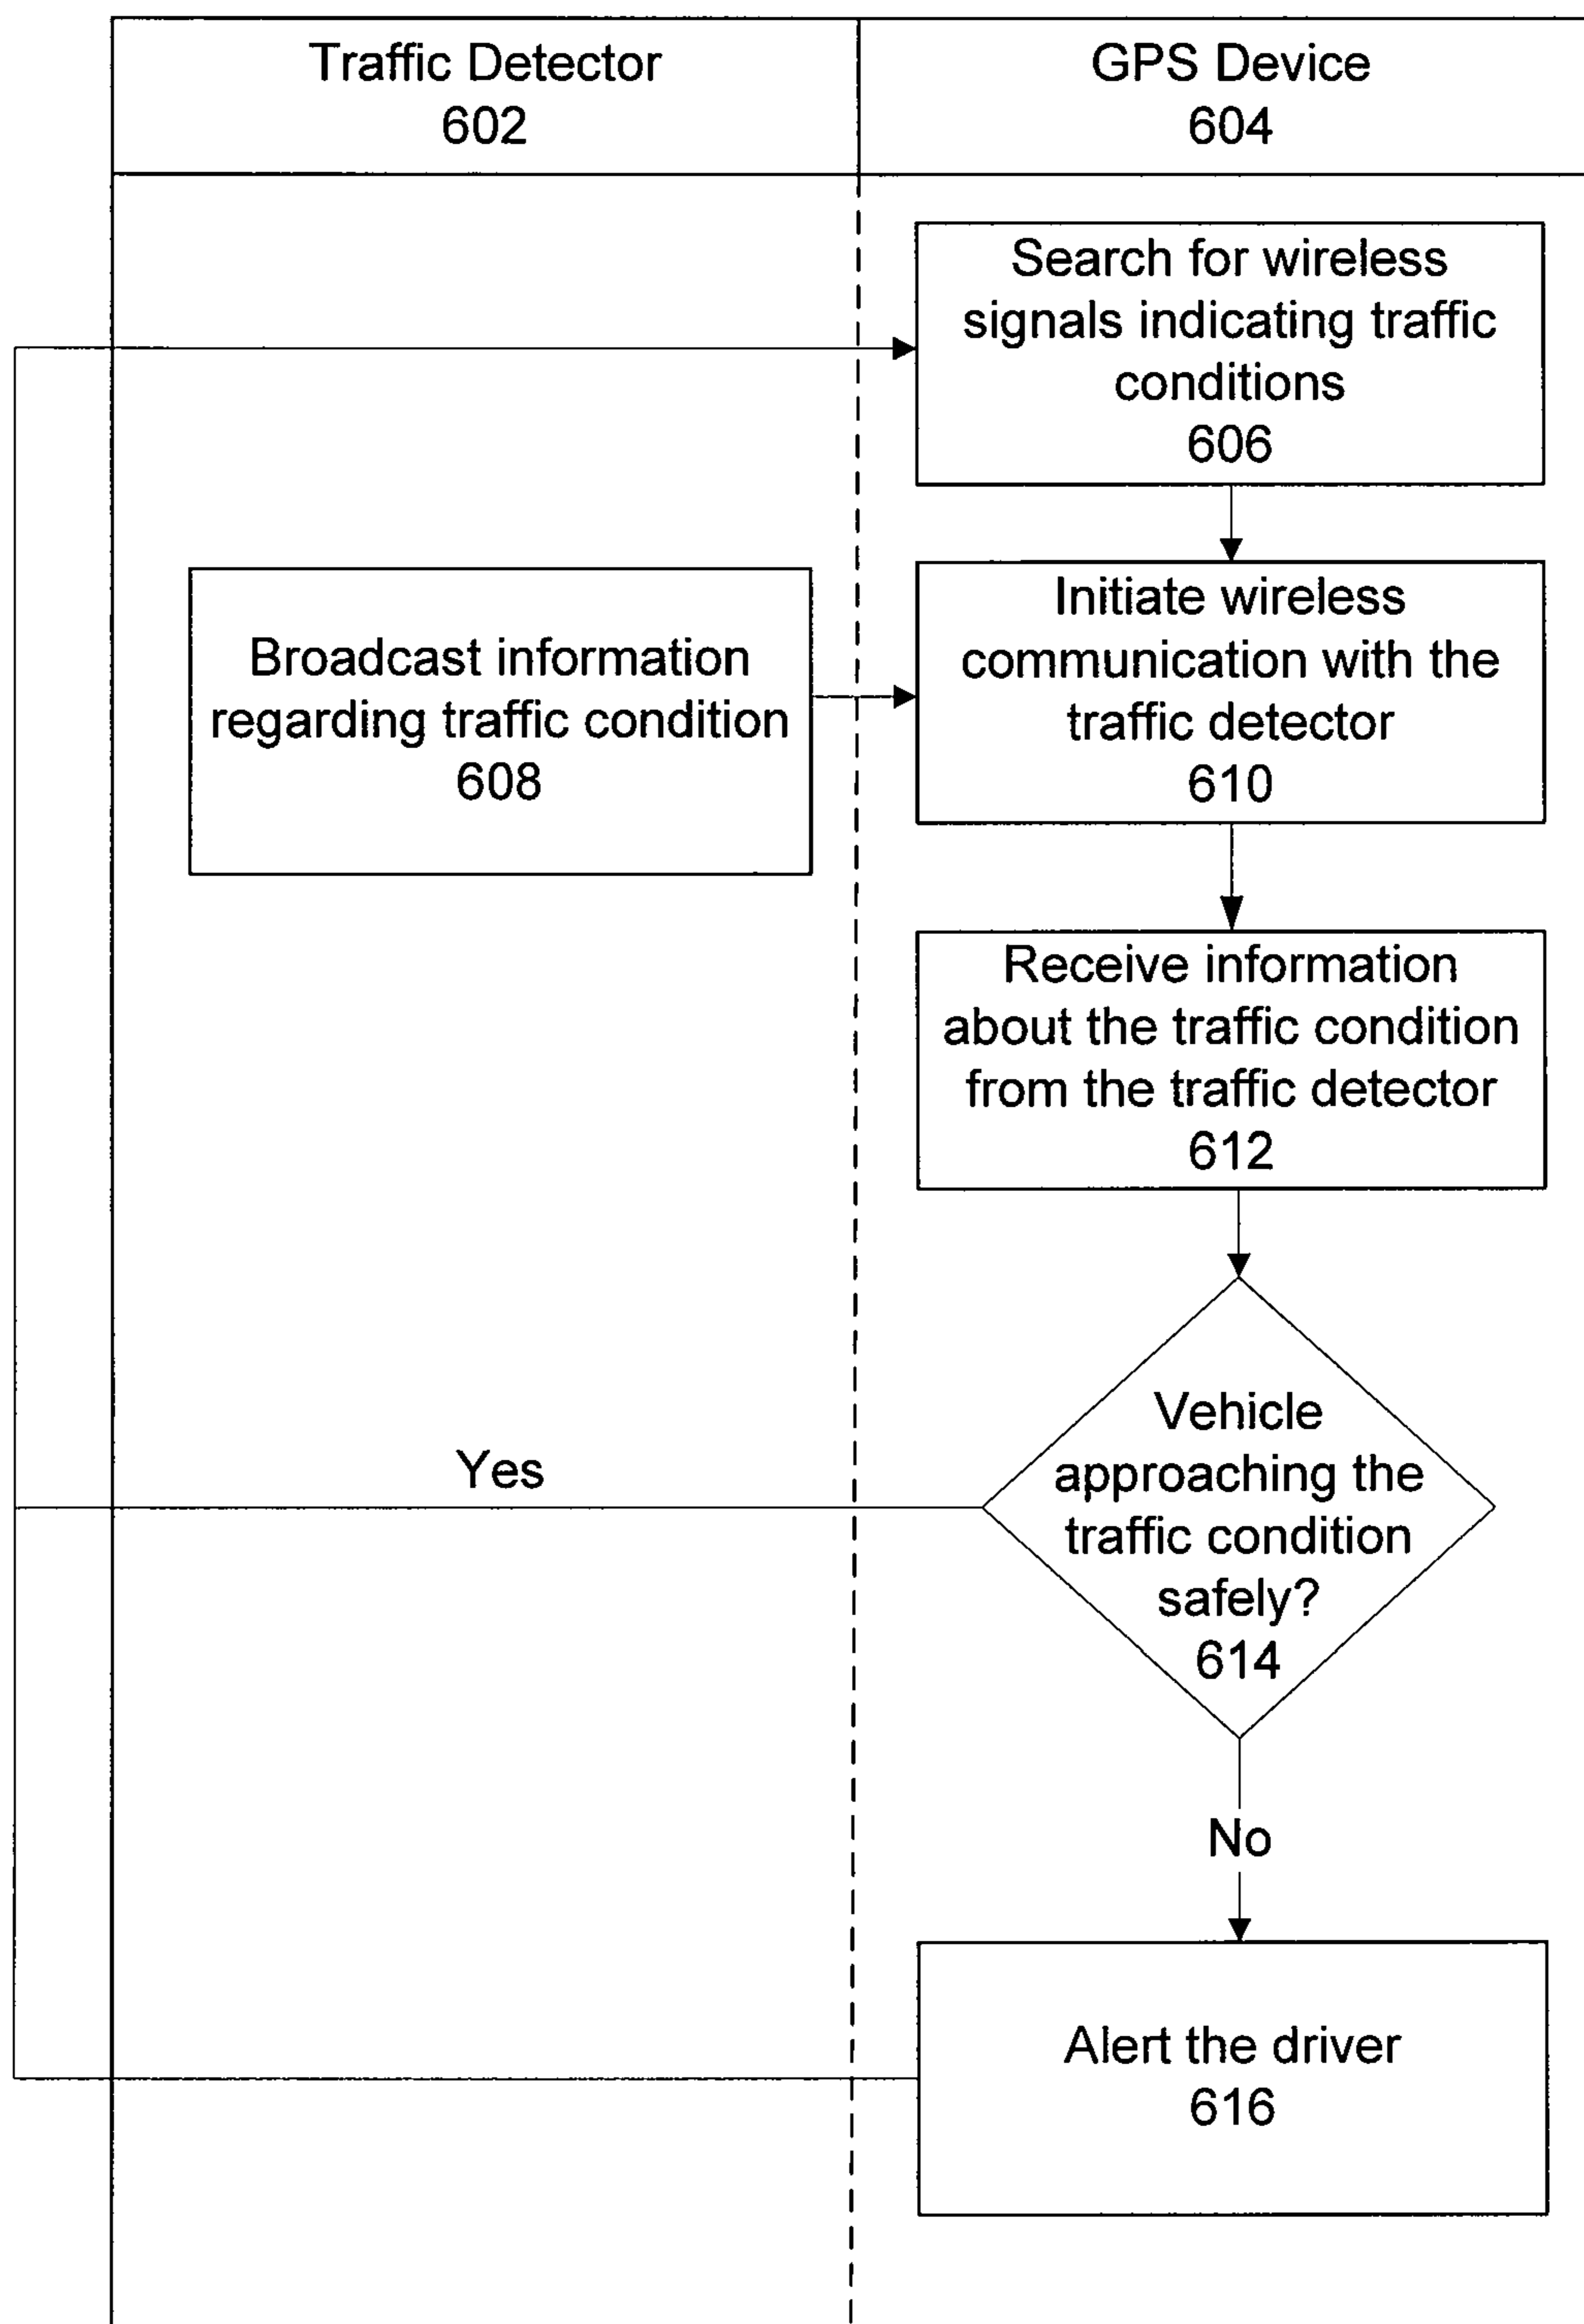 Traffic Detector
602
GPS Device
604
Search for wireless
signals indicating traffic
conditions
606
Broadcast information
regarding traffic condition
608
Initiate wireless
communication with the
traffic detector
610
Receive information
about the traffic condition
from the traffic detector
612
Vehicle
approaching the
traffic condition
safely?
614
Yes
No
Alert the driver
616